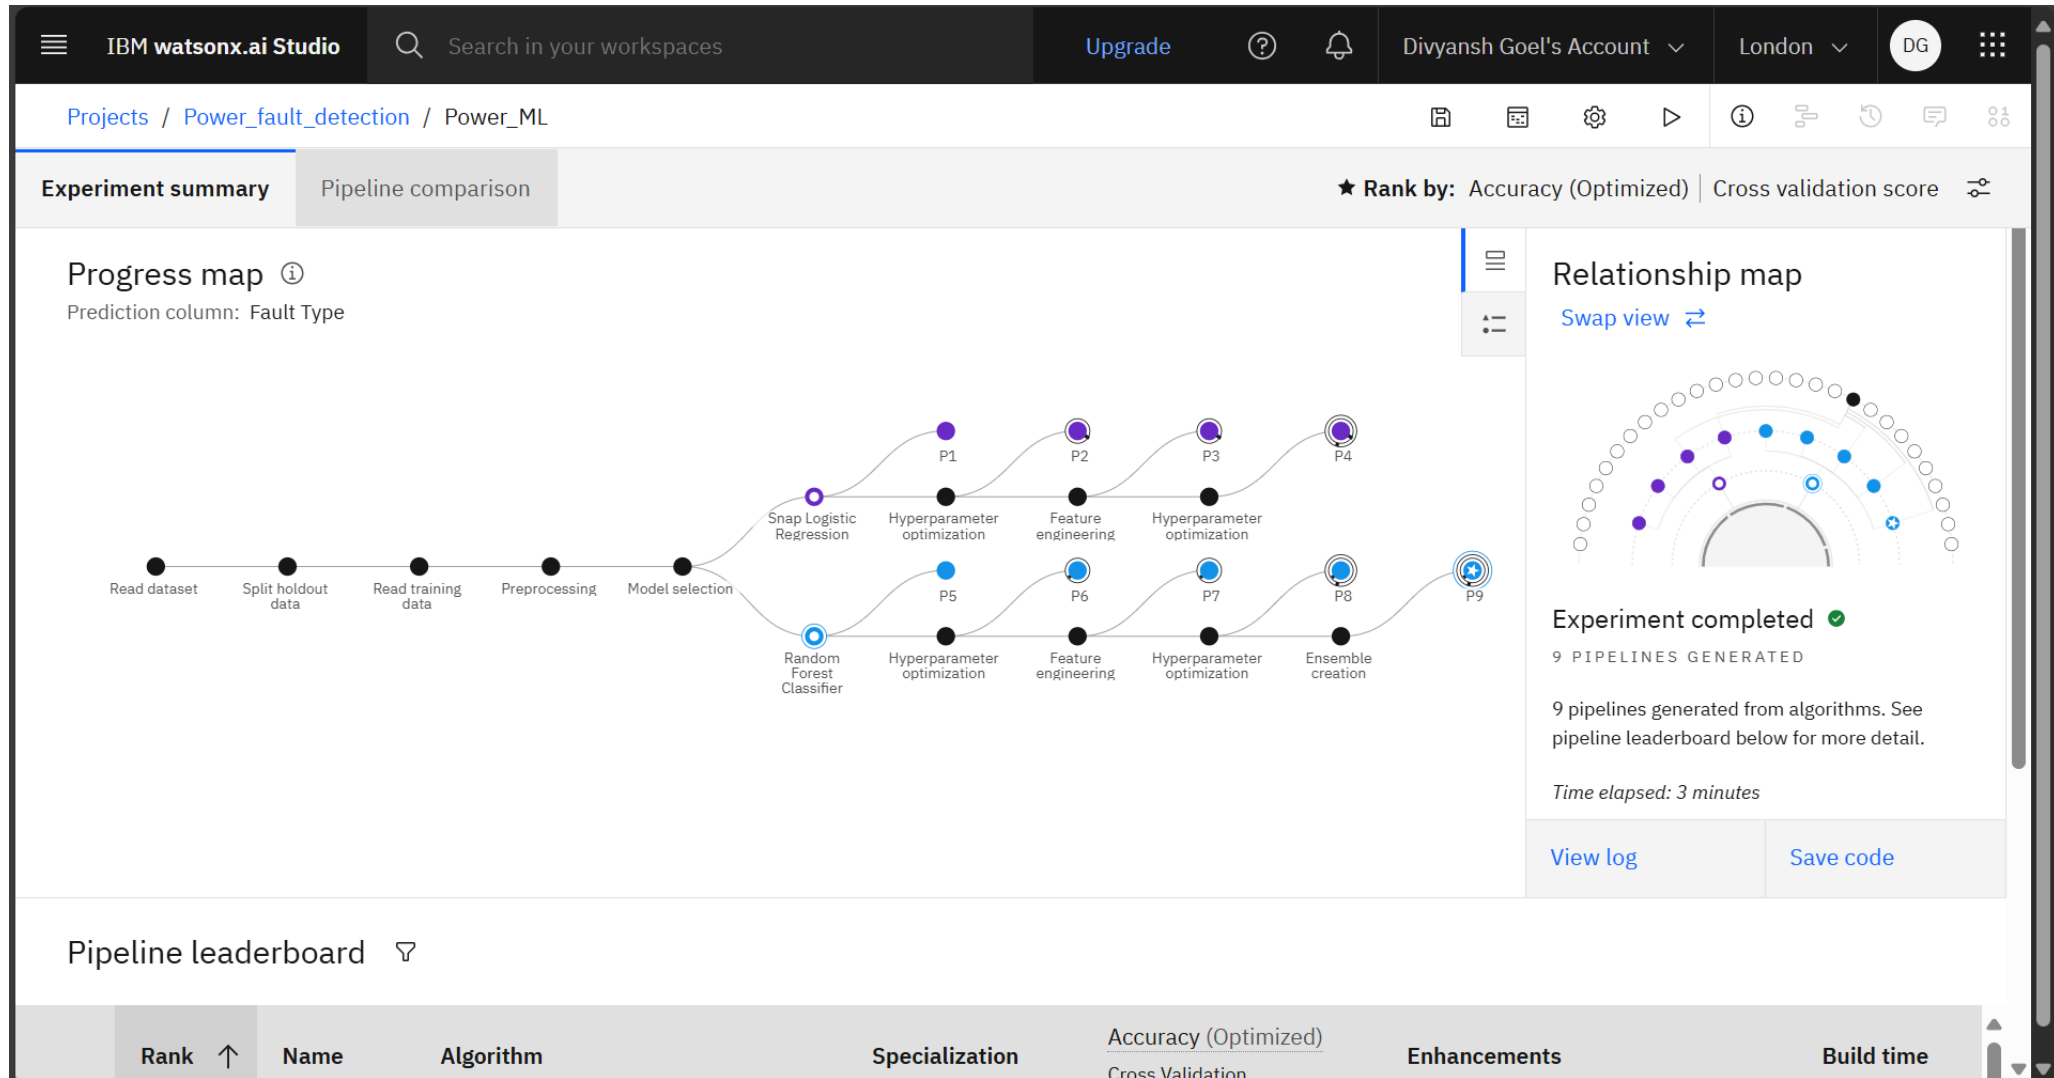 IBM watsonx.ai Studio
Search in your workspaces
Upgrade
Divyansh Goel's Account
London
DG
Projects / Power_fault_detection / Power_ML
Experiment summary
Pipeline comparison
Rank by: Accuracy (Optimized) | Cross validation score
Progress map
Prediction column: Fault Type
P1
P2
P3
P4
Snap Logistic
Regression
Hyperparameter
optimization
Feature
engineering
Hyperparameter
optimization
Read dataset
Split holdout
data
Read training
data
Preprocessing
Model selection
P5
P6
P7
P8
P9
Random
Forest
Classifier
Hyperparameter
optimization
Feature
engineering
Hyperparameter
optimization
Ensemble
creation
Relationship map
Swap view
Experiment completed
9 PIPELINES GENERATED
9 pipelines generated from algorithms. See
pipeline leaderboard below for more detail.
Time elapsed: 3 minutes
View log
Save code
Pipeline leaderboard
Rank
Name
Algorithm
Specialization
Accuracy (Optimized)
Cross Validation
Enhancements
Build time